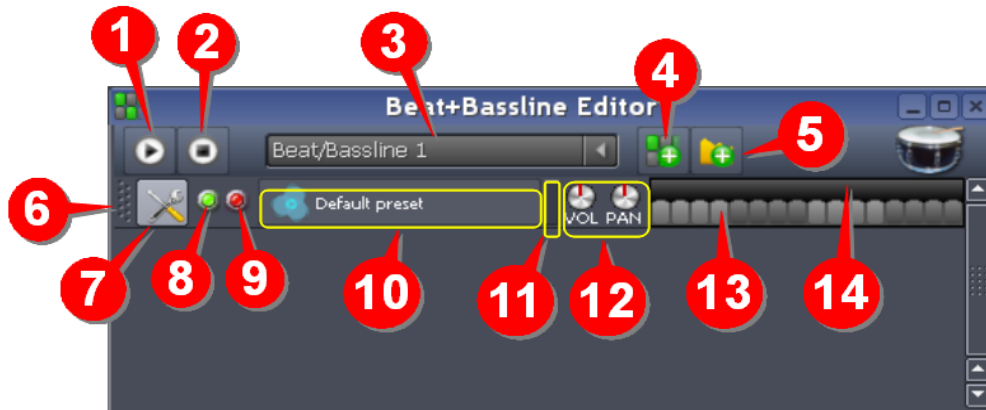 1 2 3 4
Beat+Bassline Editor
5
Beat/Bassline 1
6
Default preset
VOL PAN
7 8 9 10 11 12 13 14